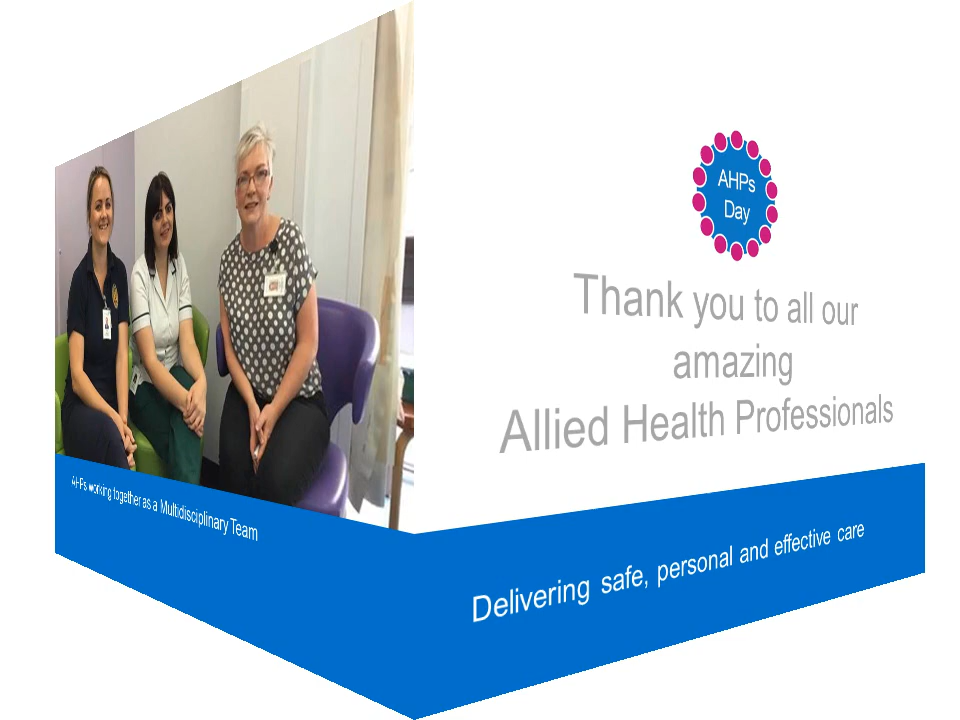 AHPs working together as a Multidisciplinary Team
AHPs
Day
Thank you to all our
amazing
Allied Health Professionals
Delivering safe, personal and effective care